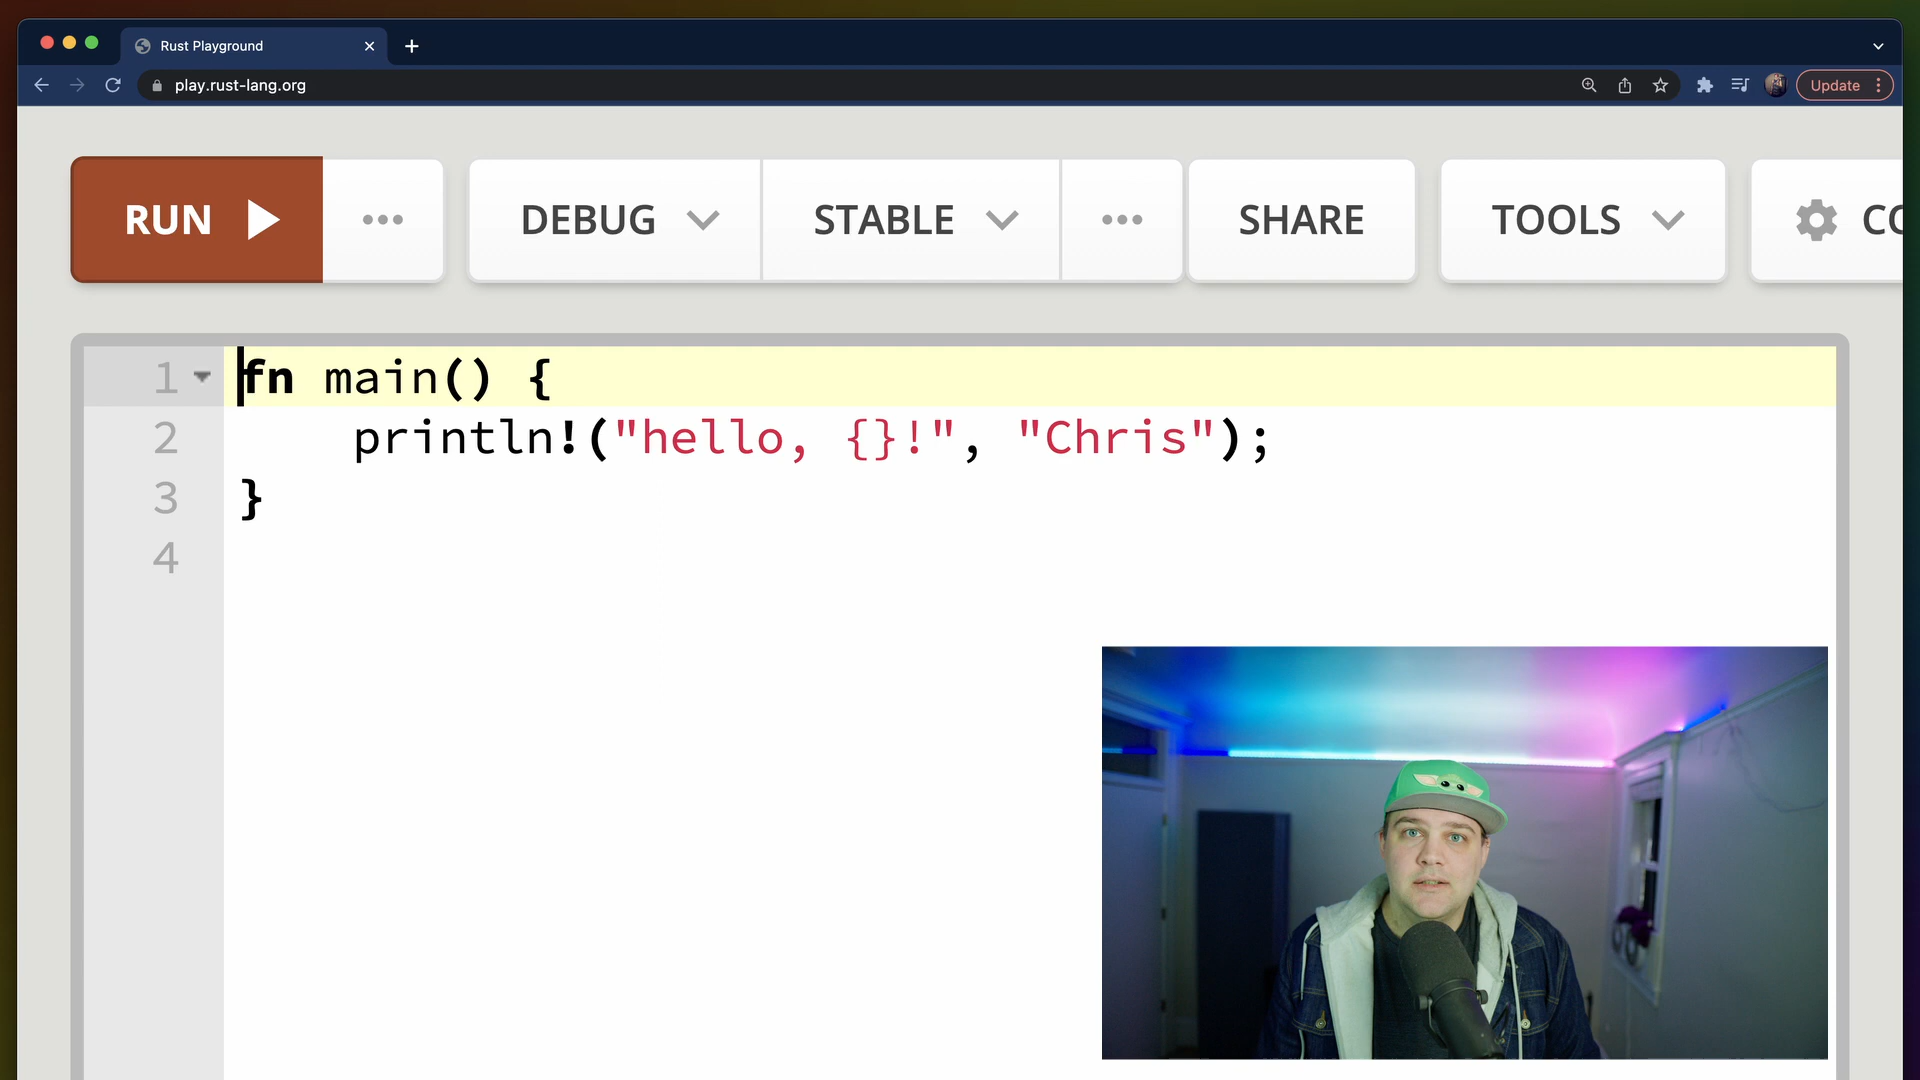 Rust Playground
play.rust-lang.org
Update
RUN
DEBUG
STABLE
SHARE
TOOLS
CO
1 fn main() {
2     println!("hello, {}!", "Chris");
3 }
4